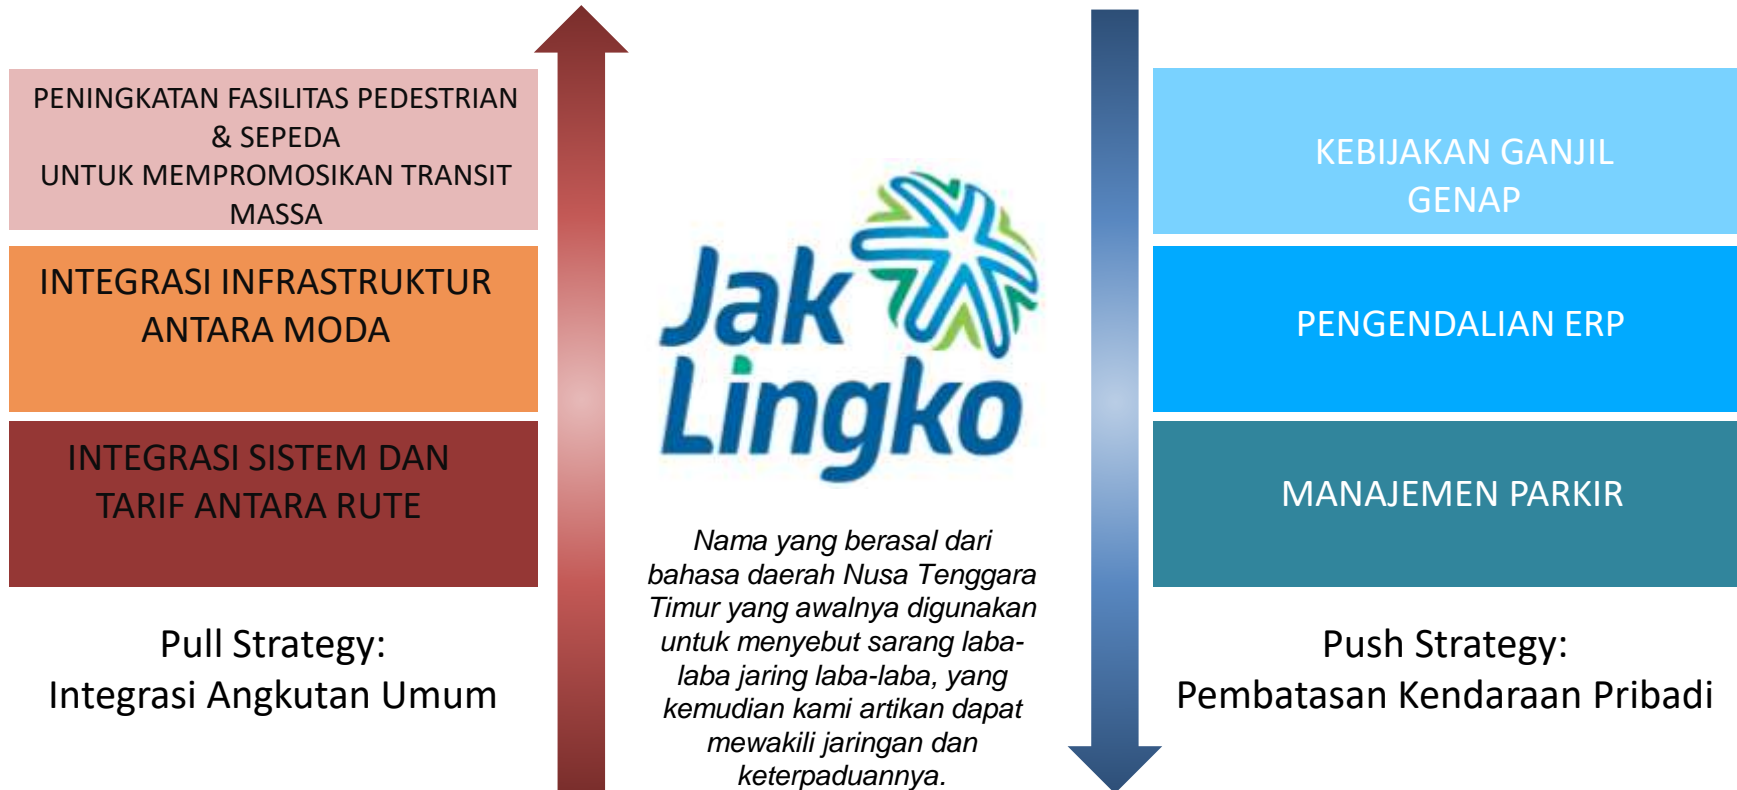 PENINGKATAN FASILITAS PEDESTRIAN
& SEPEDA
UNTUK MEMPROMOSIKAN TRANSIT
MASSA
INTEGRASI INFRASTRUKTUR
ANTARA MODA
INTEGRASI SISTEM DAN
TARIF ANTARA RUTE
Pull Strategy:
Integrasi Angkutan Umum
Jak
Lingko
Nama yang berasal dari
bahasa daerah Nusa Tenggara
Timur yang awalnya digunakan
untuk menyebut sarang laba-
laba jaring laba-laba, yang
kemudian kami artikan dapat
mewakili jaringan dan
keterpaduannya.
KEBIJAKAN GANJIL
GENAP
PENGENDALIAN ERP
MANAJEMEN PARKIR
Push Strategy:
Pembatasan Kendaraan Pribadi